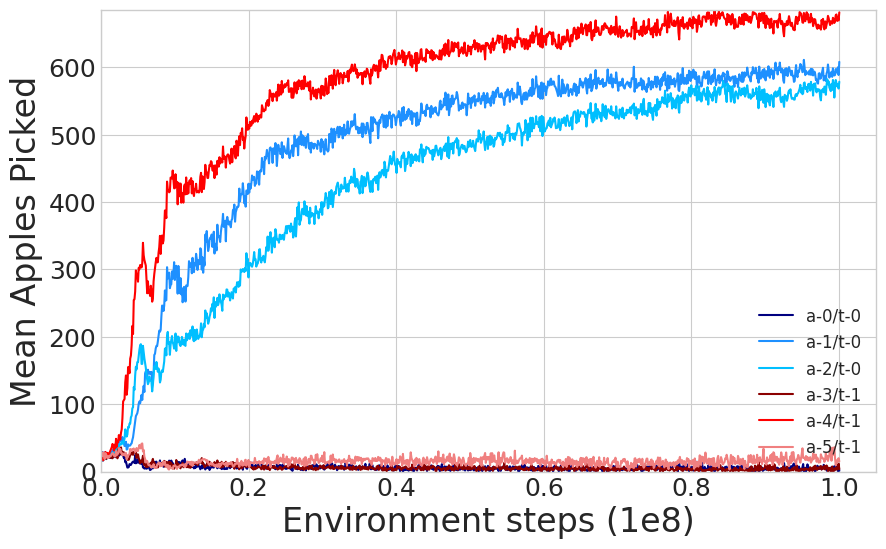 Mean Apples Picked
600
500
400
300
200
100
0
0.0 0.2 0.4 0.6 0.8 1.0
Environment steps (1e8)
a-0/t-0
a-1/t-0
a-2/t-0
a-3/t-1
a-4/t-1
a-5/t-1